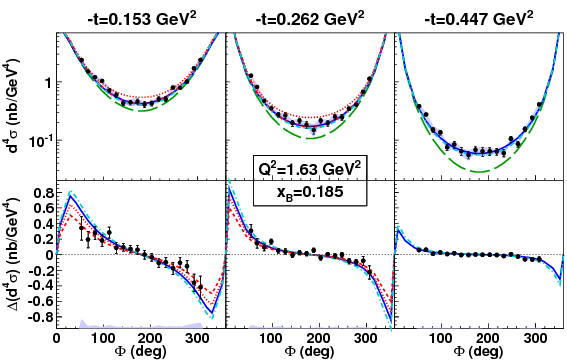 -t=0.153 GeV² -t=0.262 GeV² -t=0.447 GeV²
d⁴σ (nb/GeV⁴)
1
10⁻¹
Q²=1.63 GeV²
x_B=0.185
Δ(d⁴σ) (nb/GeV⁴)
0.8
0.6
0.4
0.2
0
-0.2
-0.4
-0.6
-0.8
0 100 200 300 100 200 300 100 200 300
Φ (deg) Φ (deg) Φ (deg)